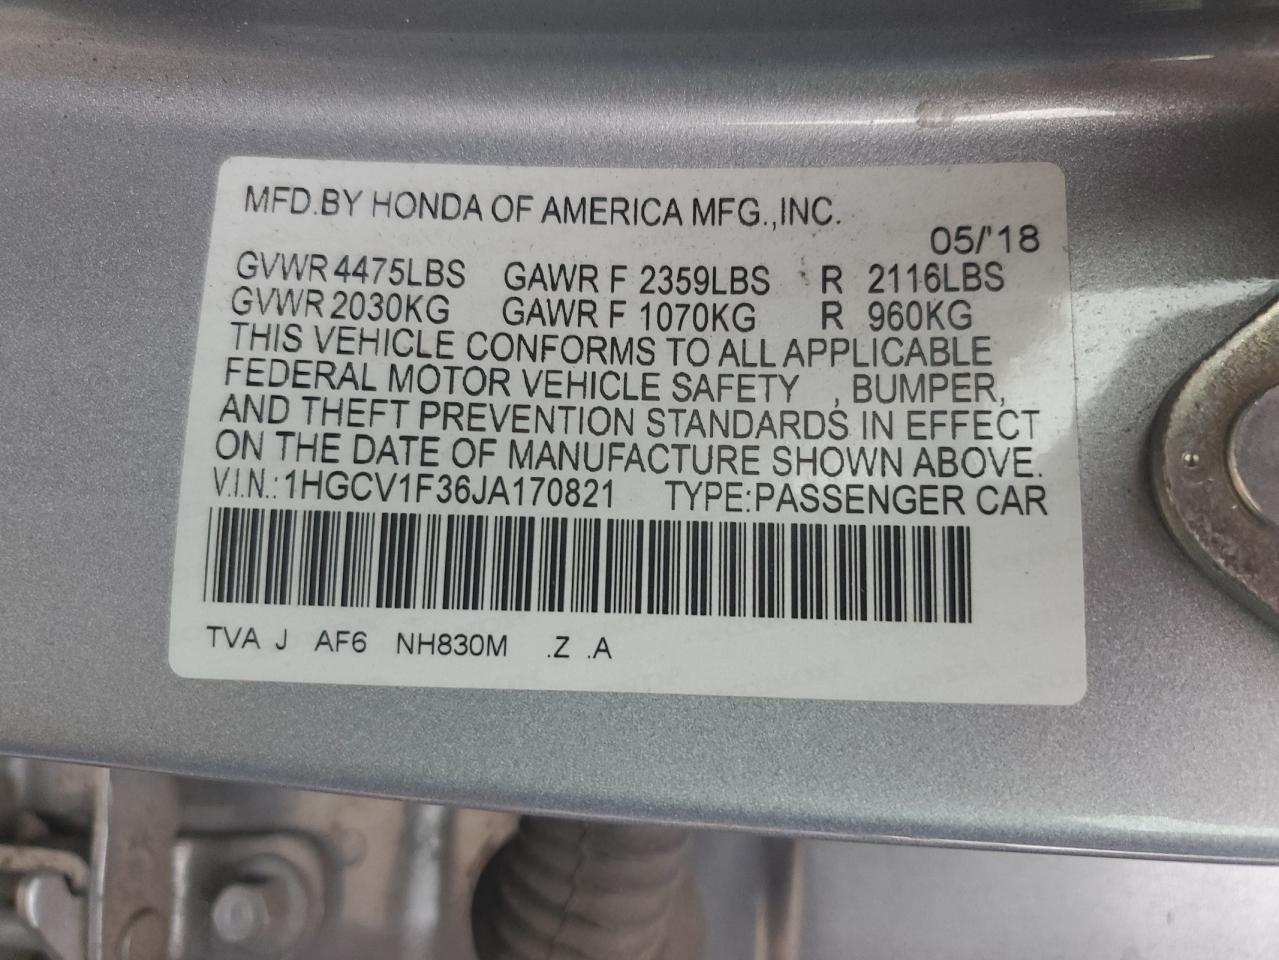 MFD.BY HONDA OF AMERICA MFG.,INC.
05/'18
GVWR 4475LBS GAWR F 2359LBS R 2116LBS
GVWR 2030KG GAWR F 1070KG R 960KG
THIS VEHICLE CONFORMS TO ALL APPLICABLE
FEDERAL MOTOR VEHICLE SAFETY , BUMPER,
AND THEFT PREVENTION STANDARDS IN EFFECT
ON THE DATE OF MANUFACTURE SHOWN ABOVE.
V.I.N.:1HGCV1F36JA170821 TYPE:PASSENGER CAR
TVA J AF6 NH830M .Z .A